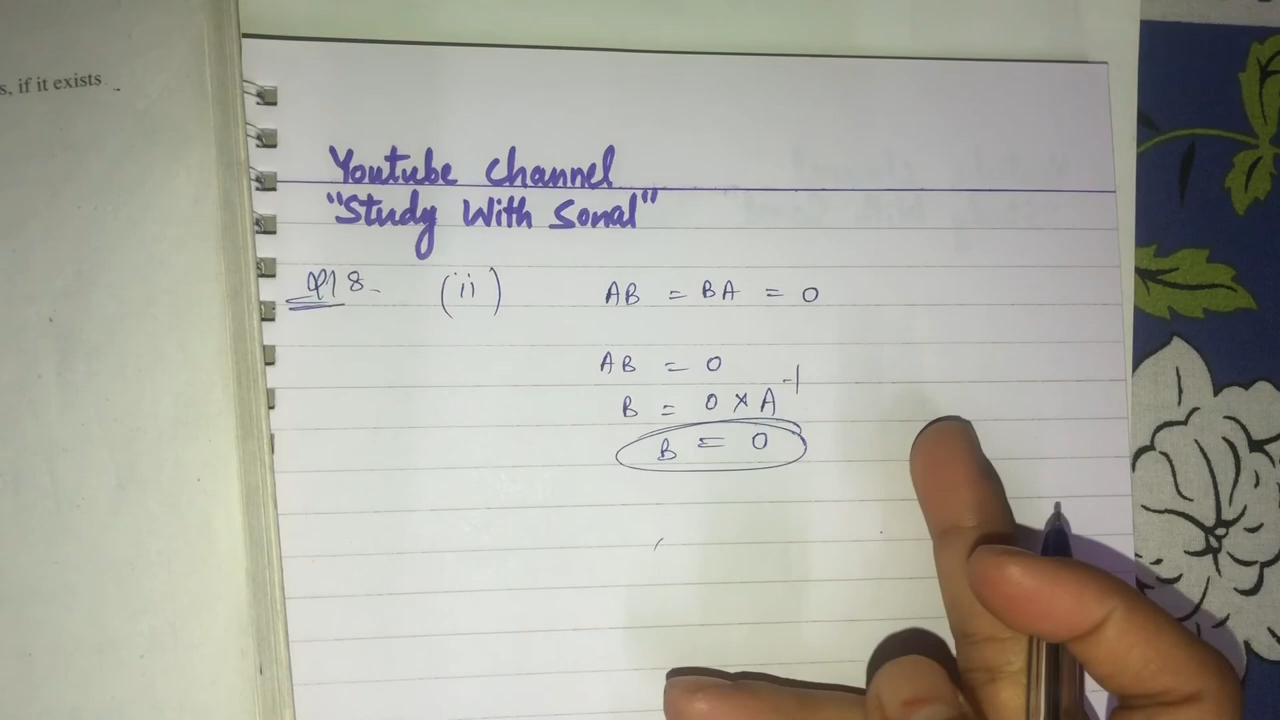 s, if it exists
Youtube channel
"Study With Sonal"
Q18. (ii) AB = BA = 0
AB = 0
B = 0 × A⁻¹
B = 0